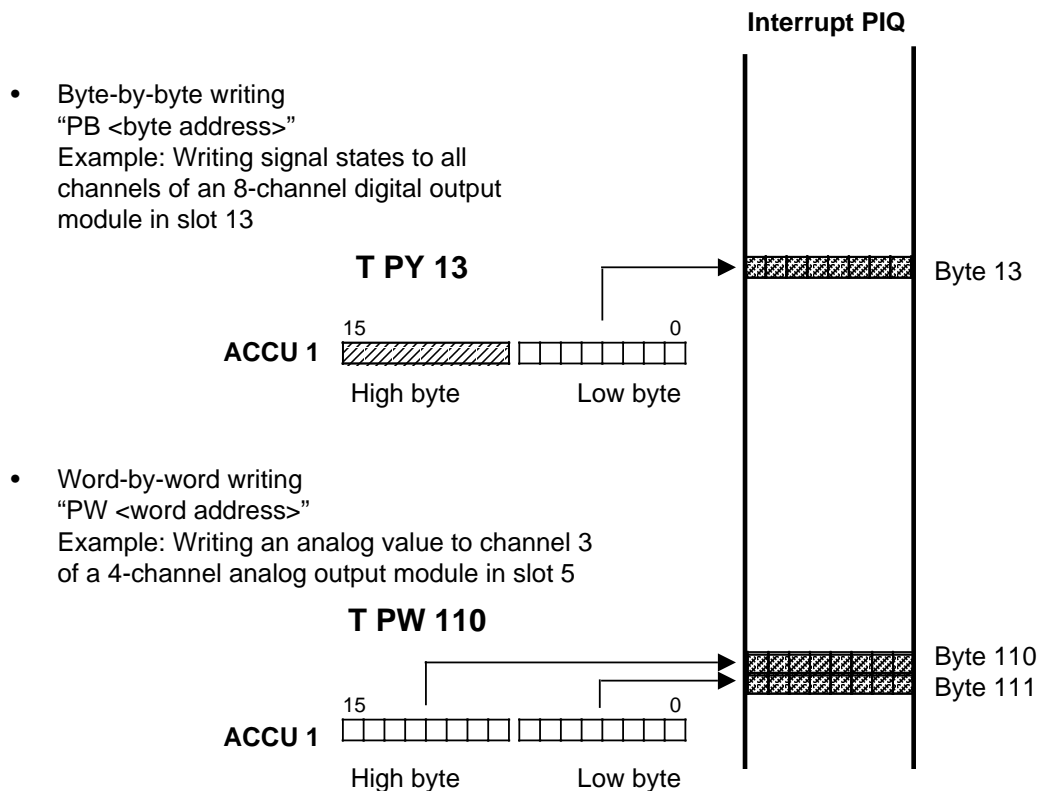 Interrupt PIQ
• Byte-by-byte writing
“PB <byte address>”
Example: Writing signal states to all
channels of an 8-channel digital output
module in slot 13
T PY 13
Byte 13
15 0
ACCU 1
High byte Low byte
• Word-by-word writing
“PW <word address>”
Example: Writing an analog value to channel 3
of a 4-channel analog output module in slot 5
T PW 110
Byte 110
Byte 111
15 0
ACCU 1
High byte Low byte